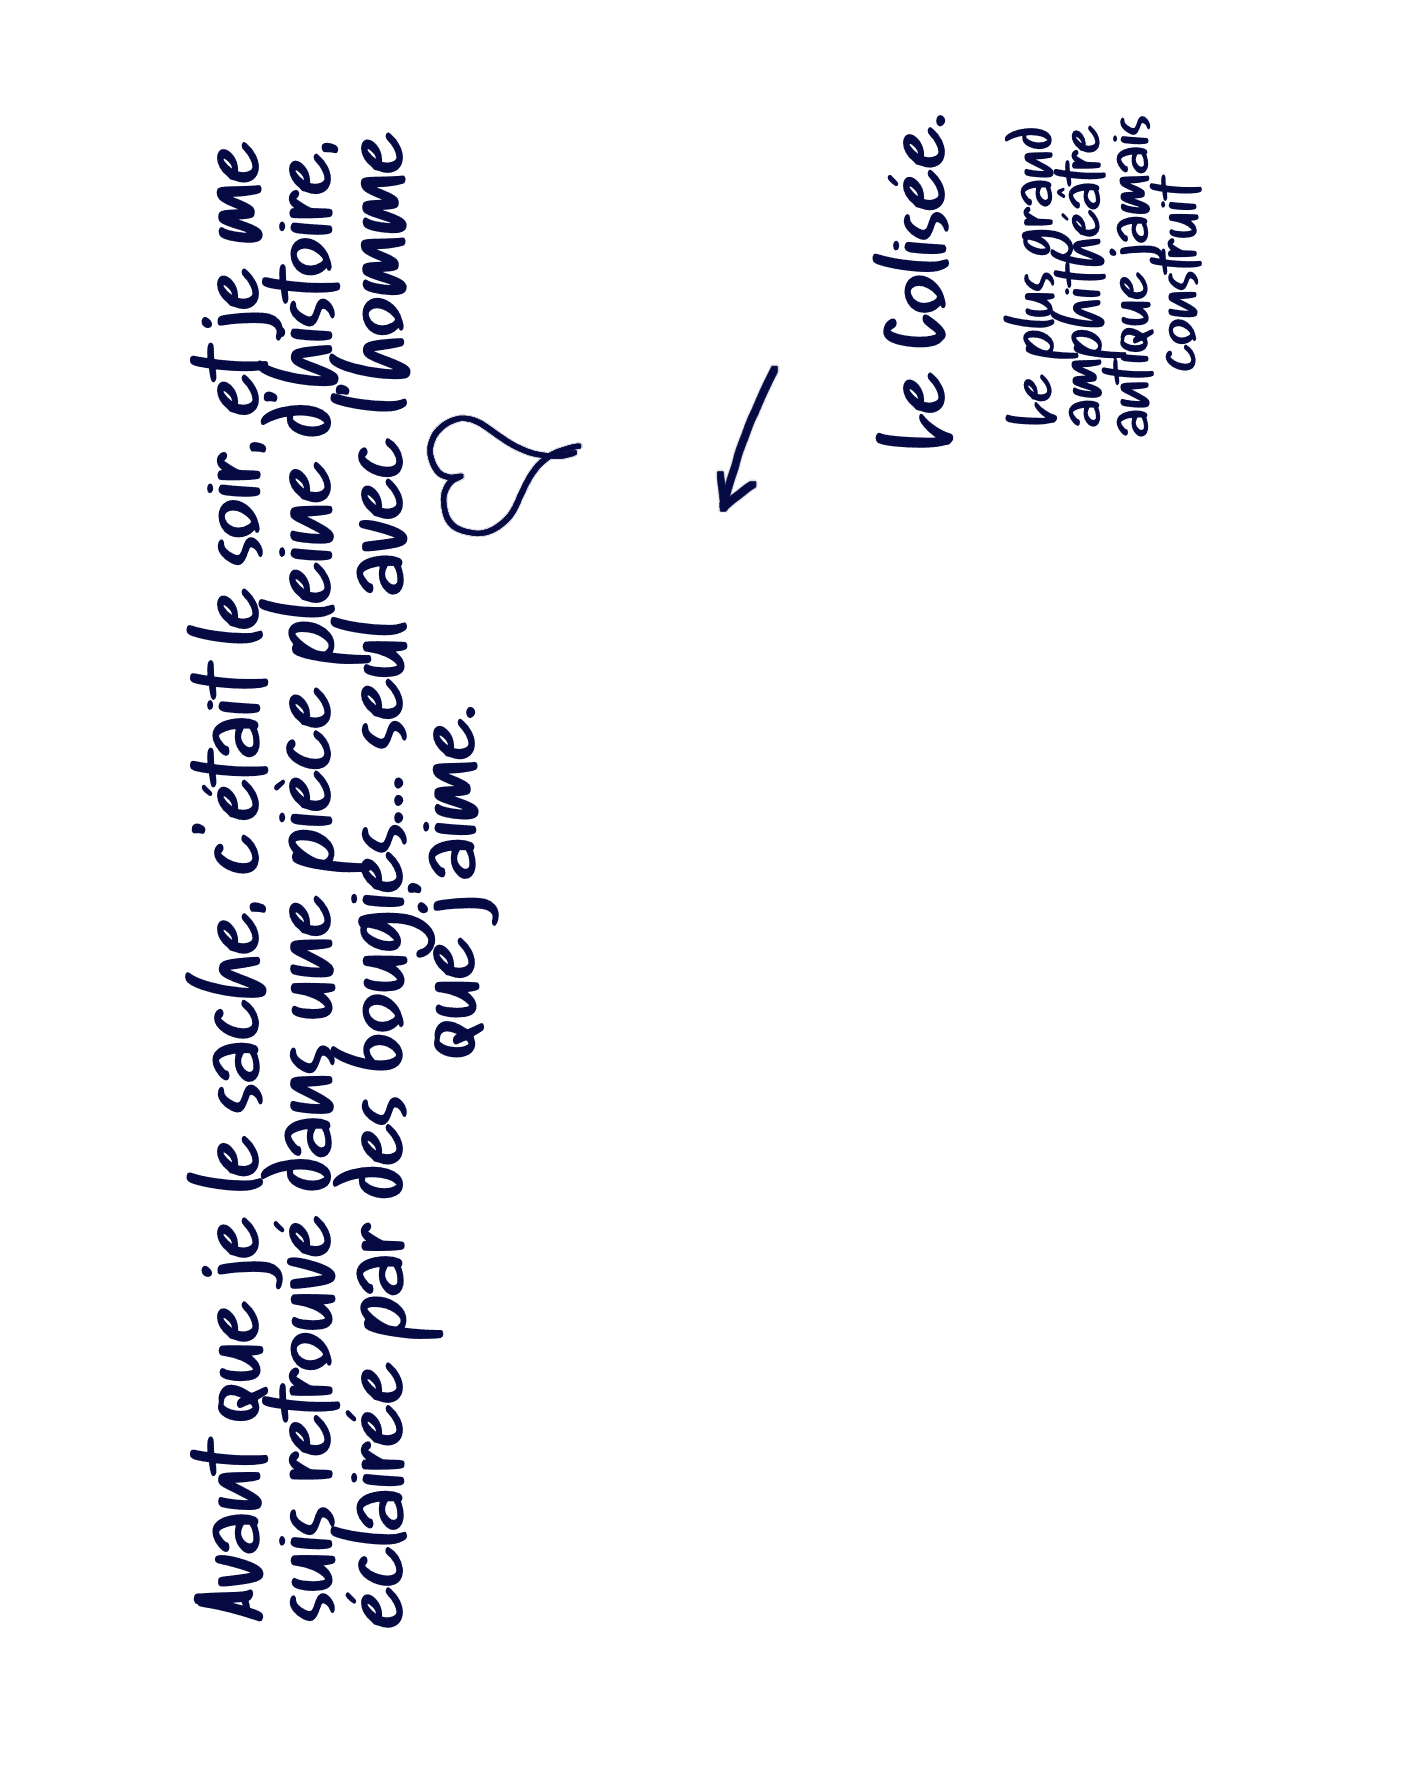 Avant que je le sache, c'était le soir, et je me
suis retrouvé dans une pièce pleine d'histoire,
éclairée par des bougies... seul avec l'homme
que j'aime.
Le Colisée.
Le plus grand
amphithéâtre
antique jamais
construit